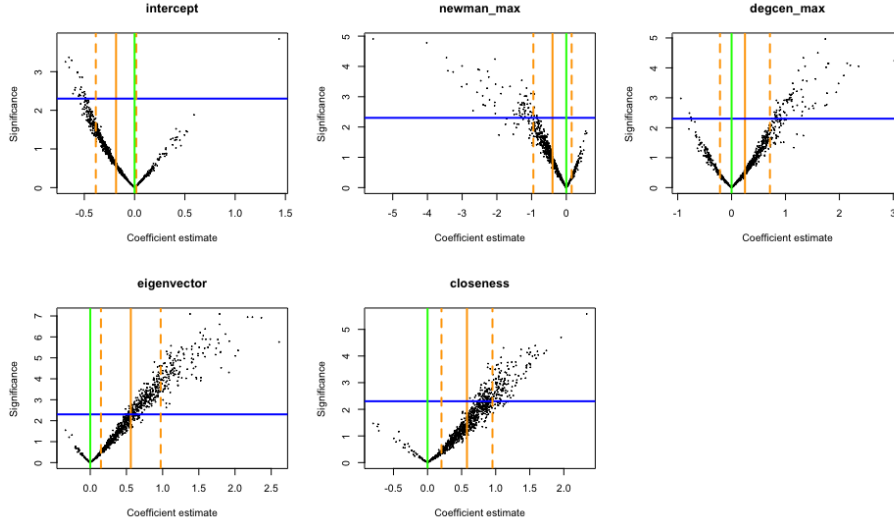 intercept
newman_max
degcen_max
Significance
0 1 2 3
-0.5 0.0 0.5 1.0 1.5
Coefficient estimate
Significance
0 1 2 3 4 5
-5 -4 -3 -2 -1 0
Coefficient estimate
Significance
0 1 2 3 4 5
-1 0 1 2 3
Coefficient estimate
eigenvector
closeness
Significance
0 1 2 3 4 5 6 7
0.0 0.5 1.0 1.5 2.0 2.5
Coefficient estimate
Significance
0 1 2 3 4 5
-0.5 0.0 0.5 1.0 1.5 2.0
Coefficient estimate